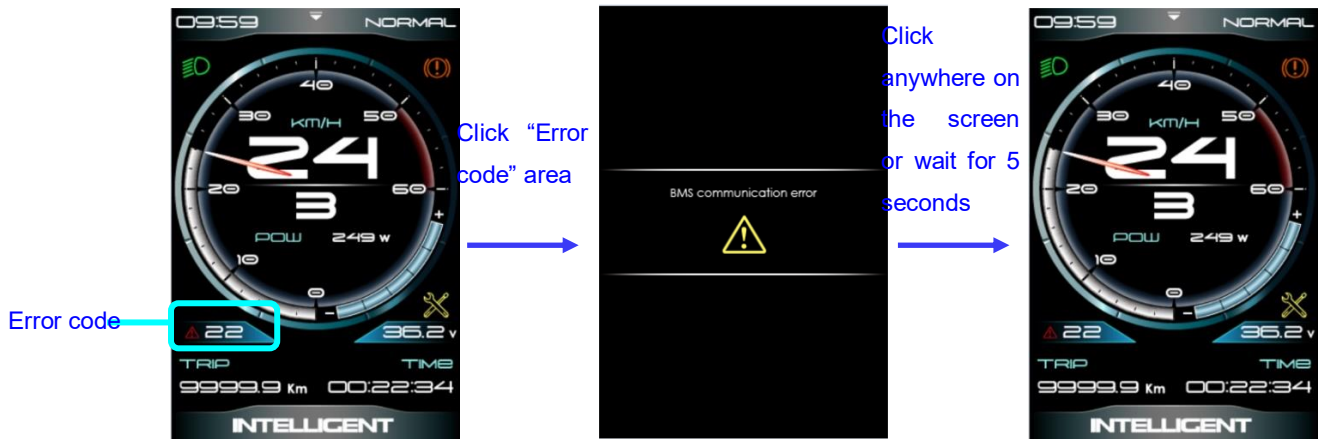 09:59 NORMAL
40
30 50
KM/H
24
20 60
3
+
POW 249 w
10
0
-
22 36.2 v
TRIP TIME
9999.9 Km 00:22:34
INTELLIGENT
Error code
Click “Error
code” area
BMS communication error
Click
anywhere on
the screen
or wait for 5
seconds
09:59 NORMAL
40
30 50
KM/H
24
20 60
3
+
POW 249 w
10
0
-
22 36.2 v
TRIP TIME
9999.9 Km 00:22:34
INTELLIGENT